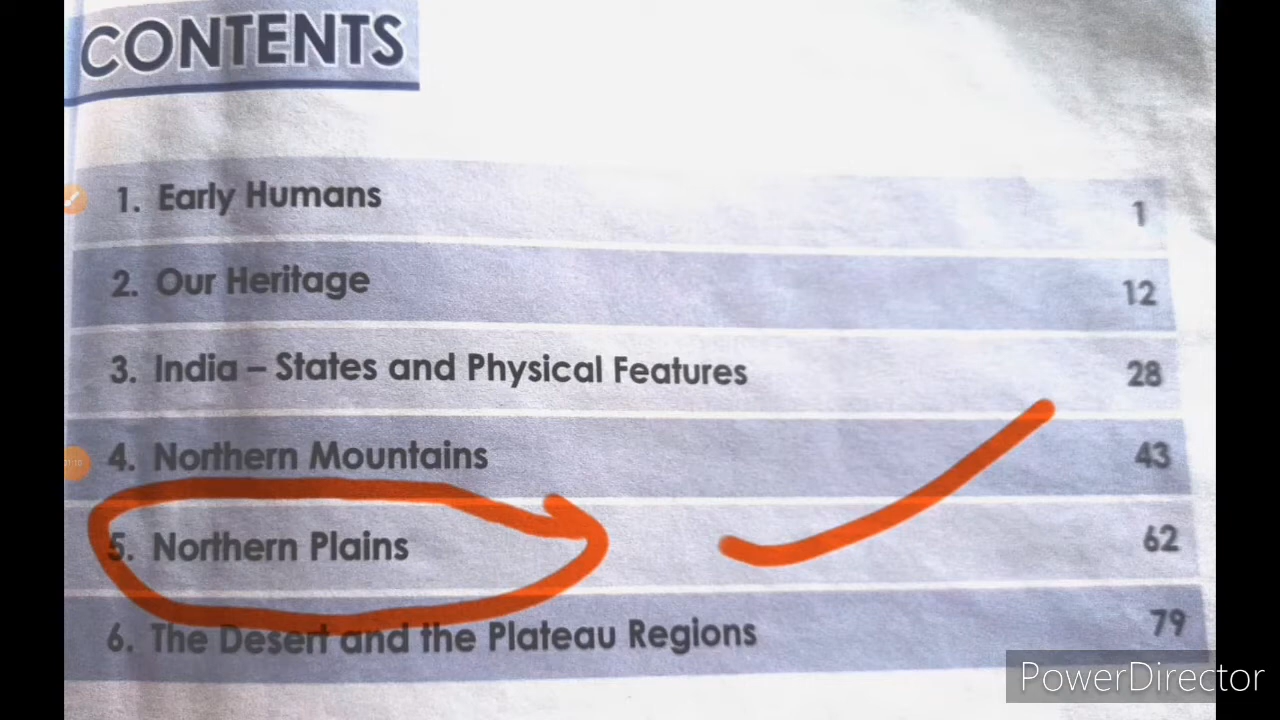 CONTENTS
1. Early Humans 1
2. Our Heritage 12
3. India – States and Physical Features 28
4. Northern Mountains 43
5. Northern Plains 62
6. The Desert and the Plateau Regions 79
PowerDirector